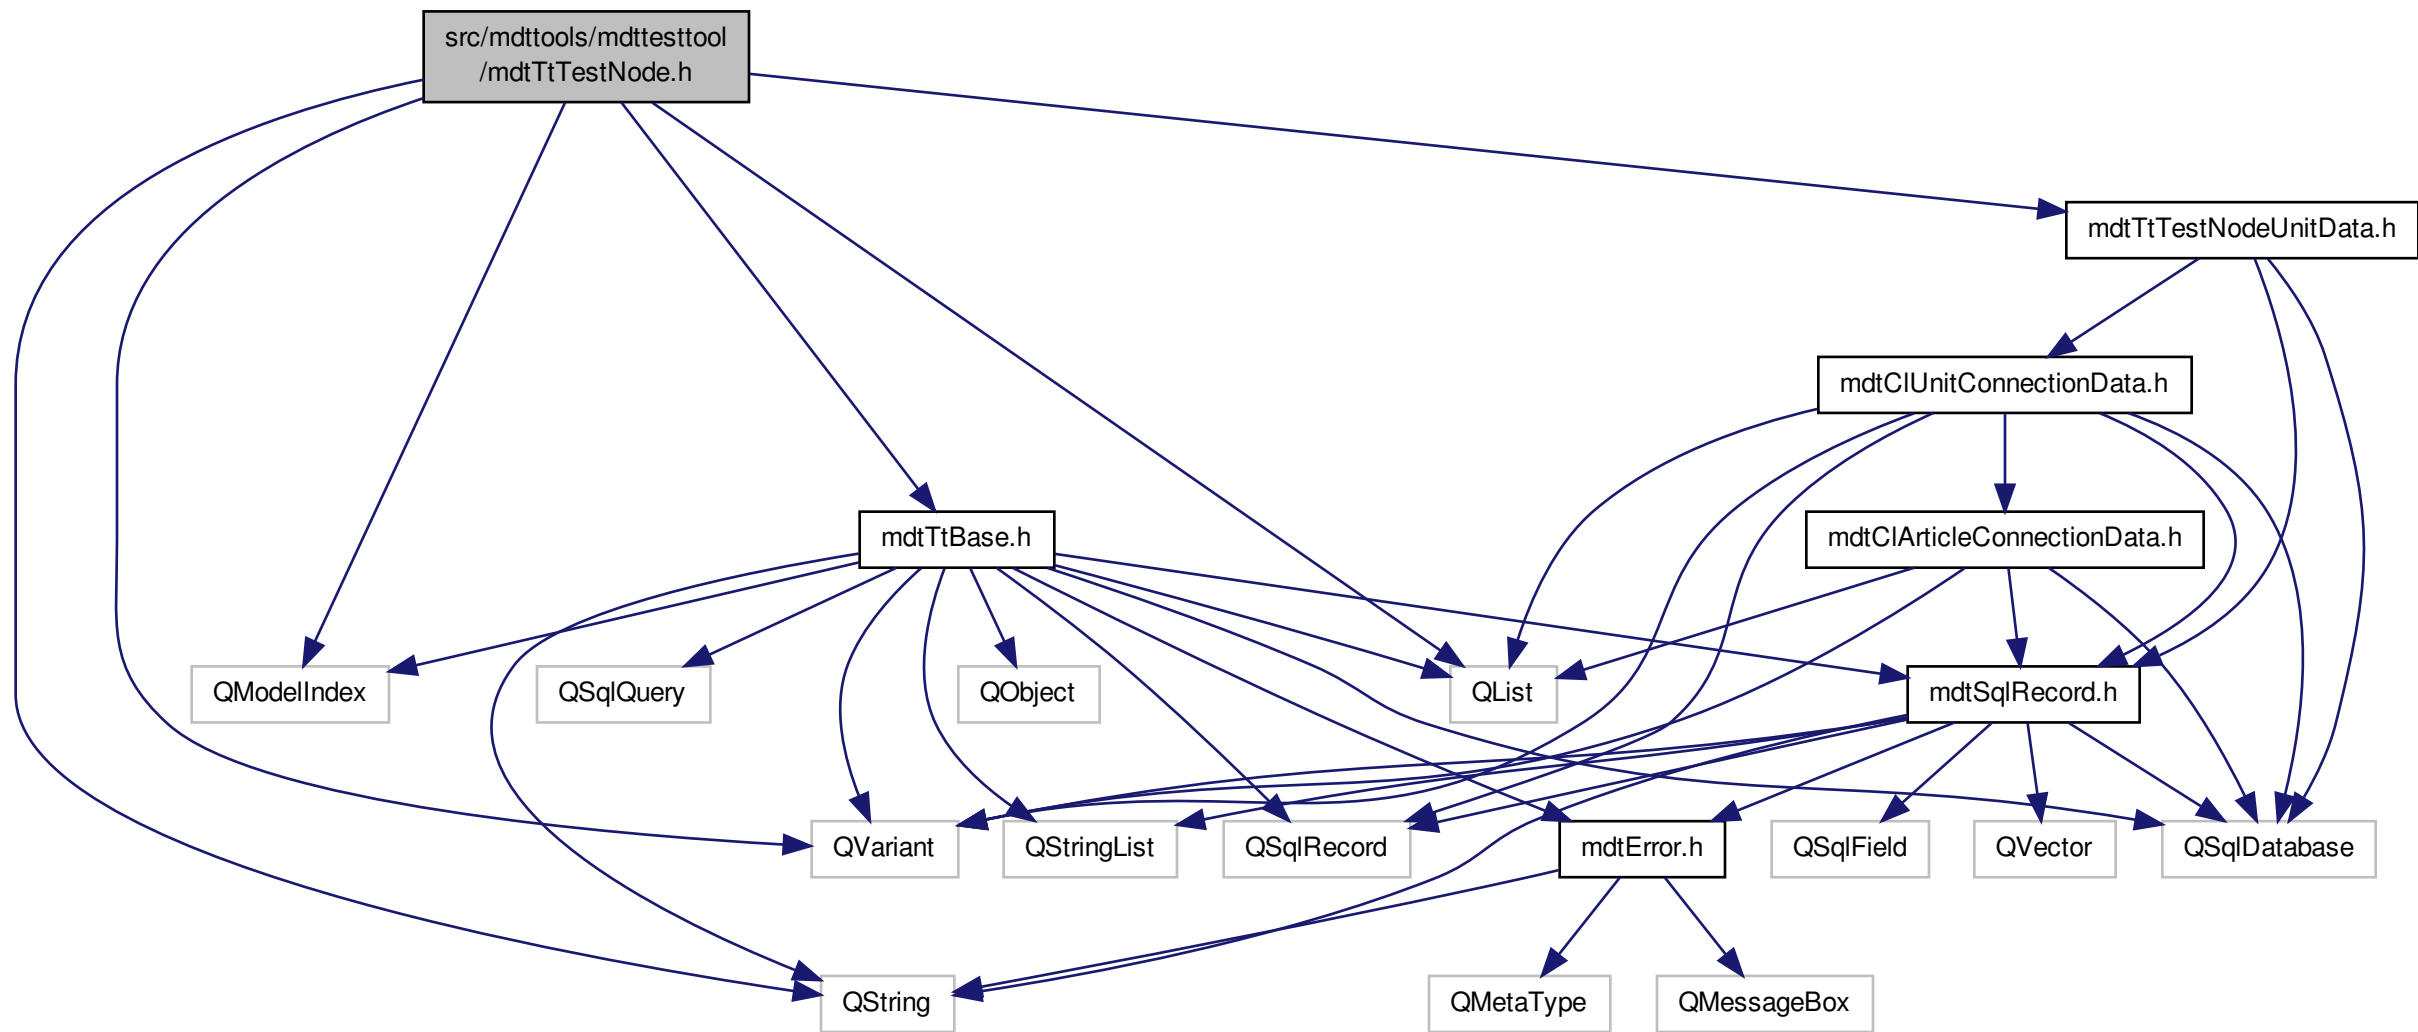 src/mdttools/mdttesttool
/mdtTtTestNode.h
mdtTtTestNodeUnitData.h
mdtClUnitConnectionData.h
mdtTtBase.h
mdtClArticleConnectionData.h
QModelIndex
QSqlQuery
QObject
QList
mdtSqlRecord.h
QVariant
QStringList
QSqlRecord
mdtError.h
QSqlField
QVector
QSqlDatabase
QString
QMetaType
QMessageBox